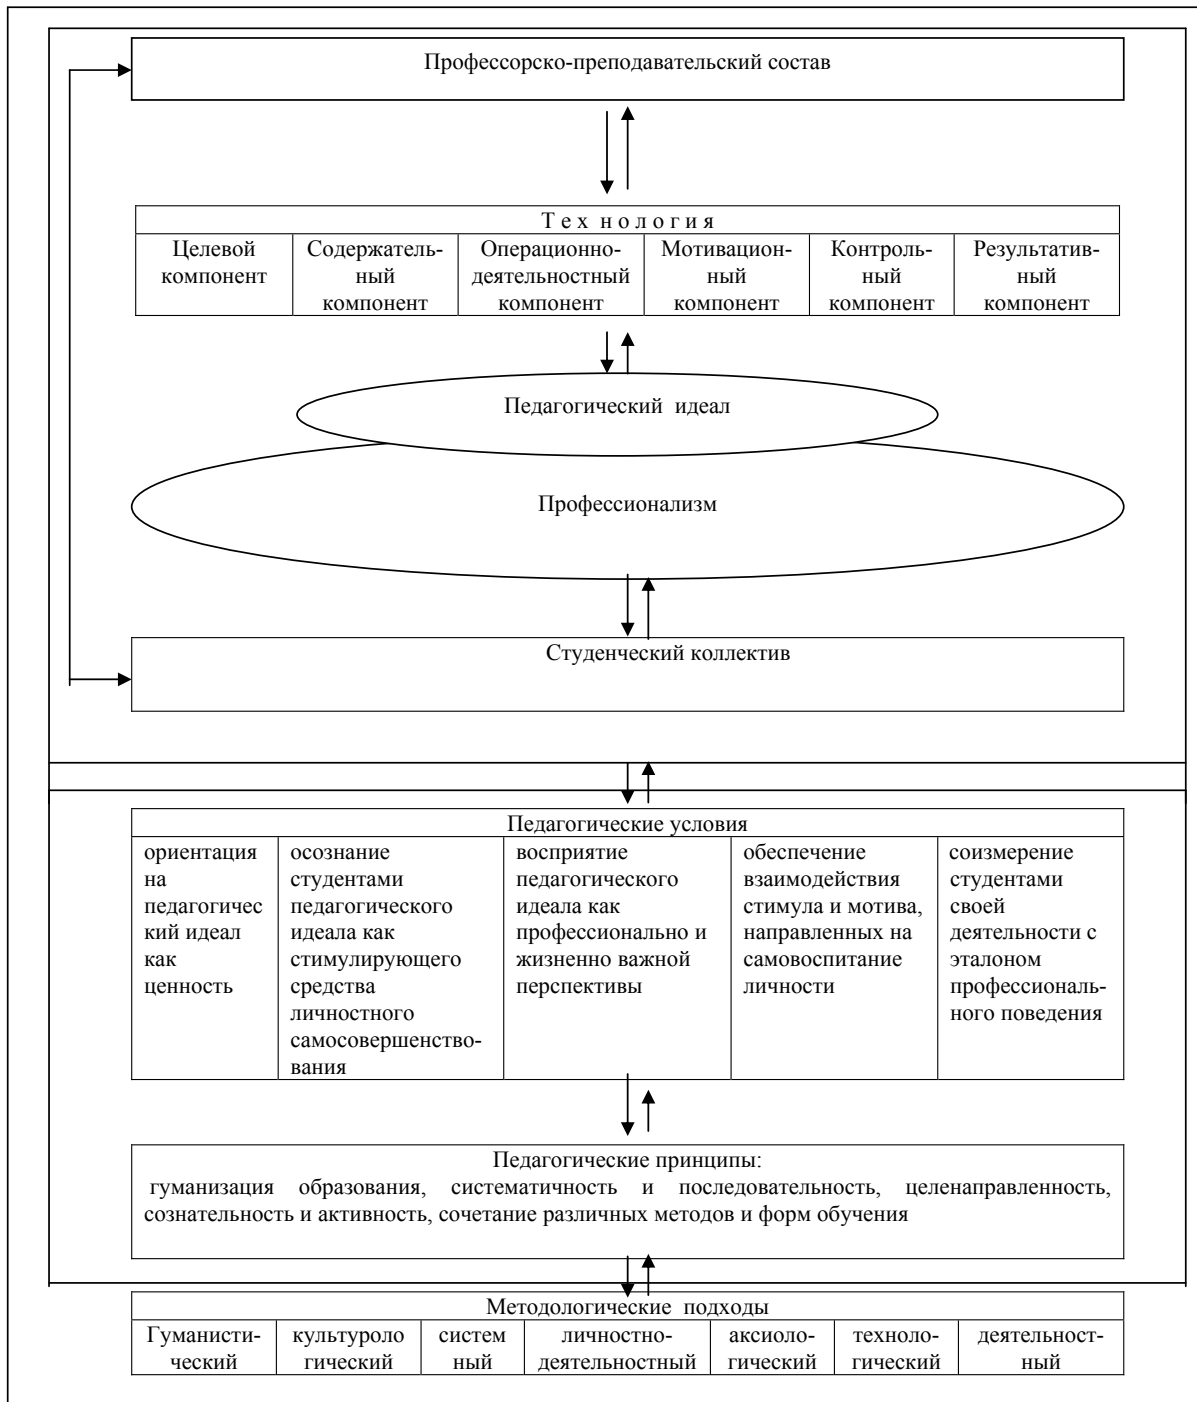 Профессорско-преподавательский состав
Т е х  н о л о г и я
Целевой
компонент
Содержатель-
ный
компонент
Операционно-
деятельностный
компонент
Мотивацион-
ный
компонент
Контроль-
ный
компонент
Результатив-
ный
компонент
Педагогический идеал
Профессионализм
Студенческий коллектив
Педагогические условия
ориентация
на
педагогичес
кий идеал
как
ценность
осознание
студентами
педагогического
идеала как
стимулирующего
средства
личностного
самосовершенство-
вания
восприятие
педагогического
идеала как
профессионально и
жизненно важной
перспективы
обеспечение
взаимодействия
стимула и мотива,
направленных на
самовоспитание
личности
соизмерение
студентами
своей
деятельности с
эталоном
профессиональ-
ного поведения
Педагогические принципы:
гуманизация образования, систематичность и последовательность, целенаправленность,
сознательность и активность, сочетание различных методов и форм обучения
Методологические подходы
Гуманисти-
ческий
культуроло
гический
систем
ный
личностно-
деятельностный
аксиоло-
гический
техноло-
гический
деятельност-
ный